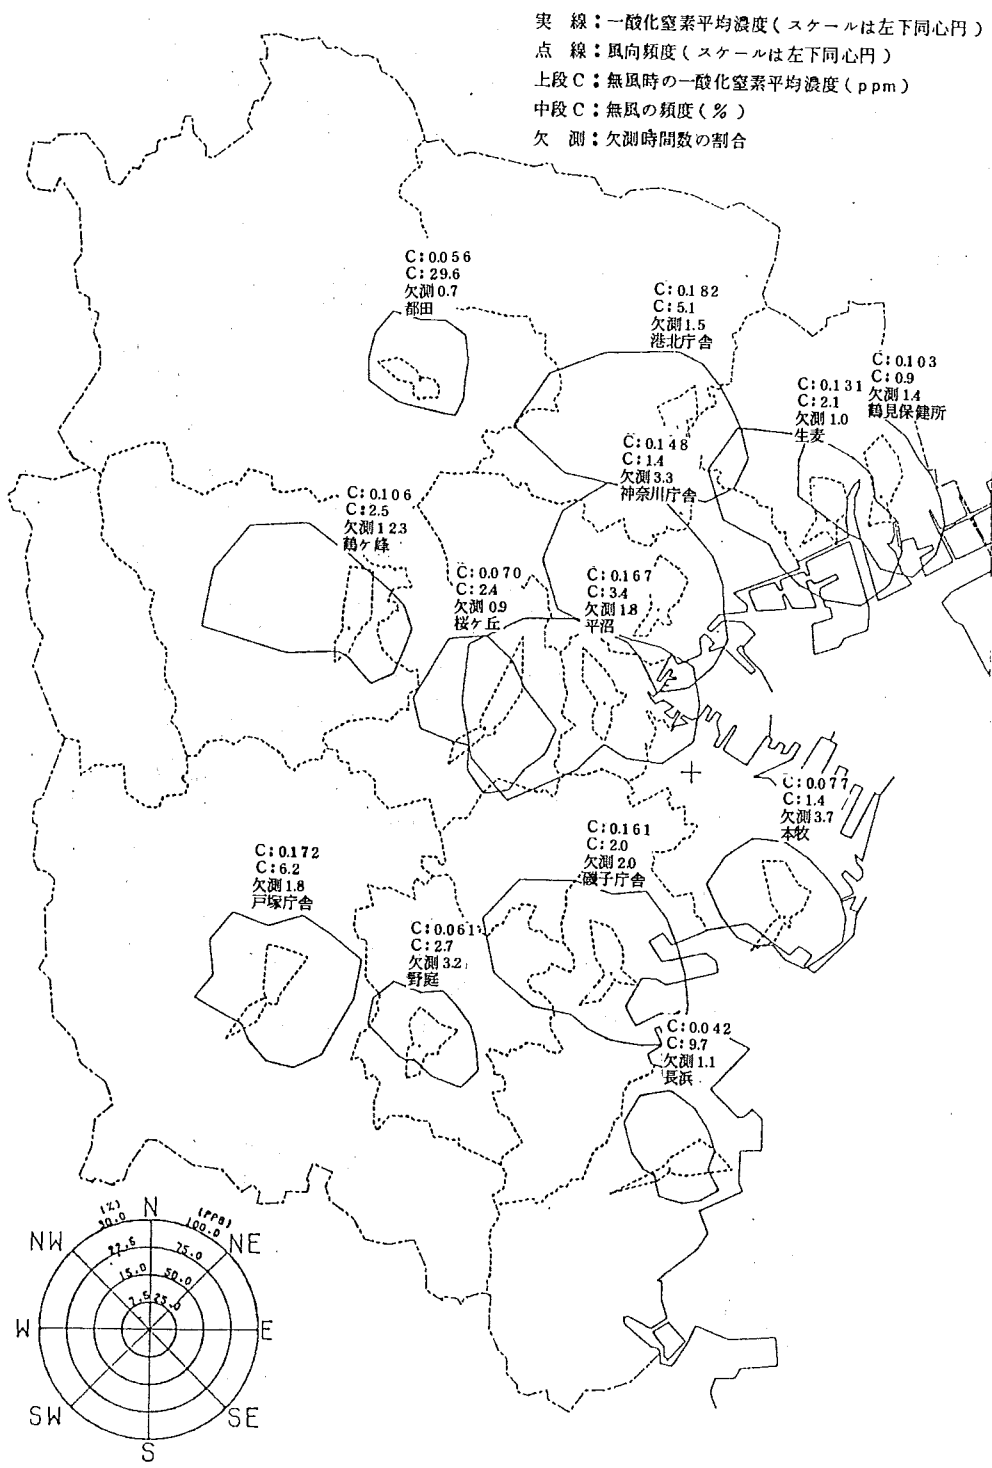 実 線：一酸化窒素平均濃度（スケールは左下同心円）
点 線：風向頻度（スケールは左下同心円）
上段C：無風時の一酸化窒素平均濃度（ppm）
中段C：無風の頻度（％）
欠 測：欠測時間数の割合
C:0.056
C:29.6
欠測0.7
都田
C:0.182
C:5.1
欠測1.5
港北庁舎
C:0.103
C:0.9
欠測1.4
鶴見保健所
C:0.131
C:2.1
欠測1.0
生麦
C:0.148
C:1.4
欠測3.3
神奈川庁舎
C:0.106
C:2.5
欠測12.3
鶴ケ峰
C:0.070
C:2.4
欠測0.9
桜ケ丘
C:0.167
C:3.4
欠測1.8
平沼
C:0.077
C:1.4
欠測3.7
本牧
C:0.161
C:2.0
欠測2.0
磯子庁舎
C:0.172
C:6.2
欠測1.8
戸塚庁舎
C:0.061
C:2.7
欠測3.2
野庭
C:0.042
C:9.7
欠測1.1
長浜
(%)
30.0
N
(PPB)
100.0
NW
22.5
75.0
NE
15.0
50.0
7.5
25.0
W
E
SW
SE
S